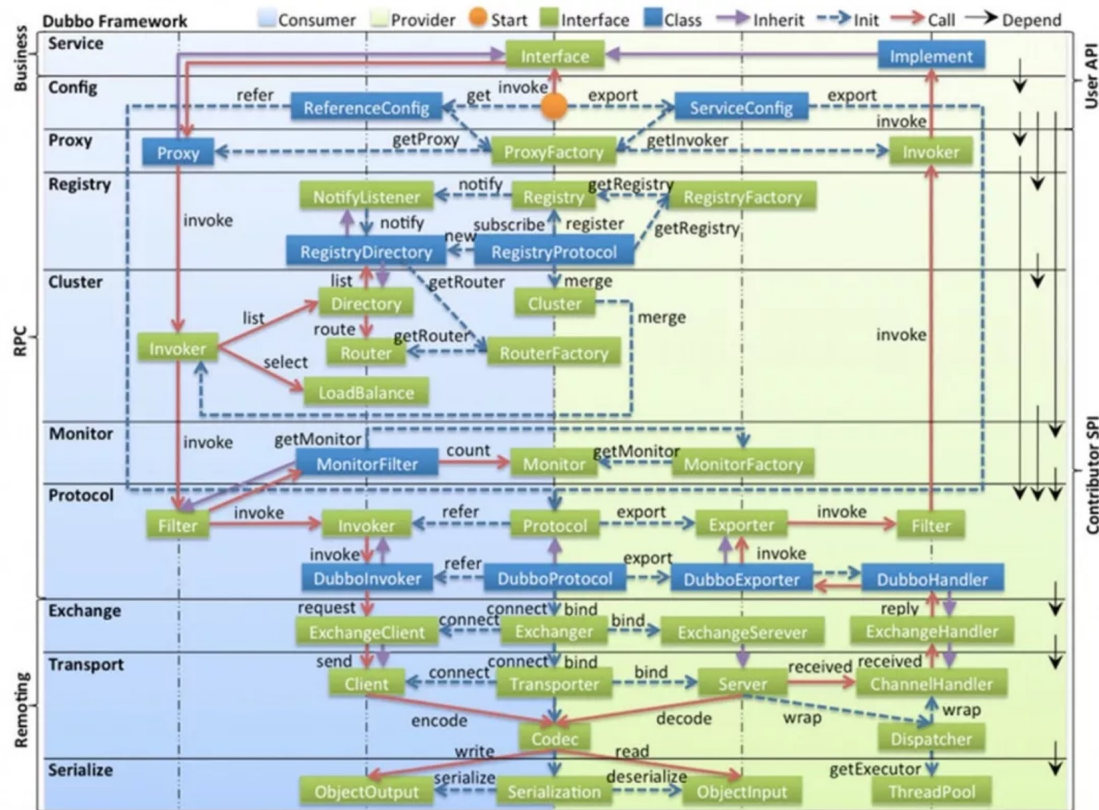 Dubbo Framework
Consumer Provider Start Interface Class Inherit Init Call Depend
Business
RPC
Remoting
User API
Contributor SPI
Service
Interface Implement
Config
invoke
refer ReferenceConfig get export ServiceConfig export
invoke
Proxy
Proxy getProxy ProxyFactory getInvoker Invoker
Registry
NotifyListener notify Registry getRegistry RegistryFactory
invoke notify subscribe register getRegistry
new
RegistryDirectory RegistryProtocol
Cluster
list getRouter merge
Directory Cluster
list merge
route getRouter invoke
Invoker Router RouterFactory
select
LoadBalance
Monitor
invoke getMonitor
MonitorFilter count Monitor getMonitor MonitorFactory
Protocol
Filter invoke Invoker refer Protocol export Exporter invoke Filter
invoke refer export invoke
DubboInvoker DubboProtocol DubboExporter DubboHandler
Exchange
request connect bind reply
ExchangeClient connect Exchanger bind ExchangeSerever ExchangeHandler
Transport
send connect bind received received
Client connect Transporter bind Server ChannelHandler
encode decode wrap wrap
Codec Dispatcher
write read
Serialize
serialize deserialize getExecutor
ObjectOutput Serialization ObjectInput ThreadPool